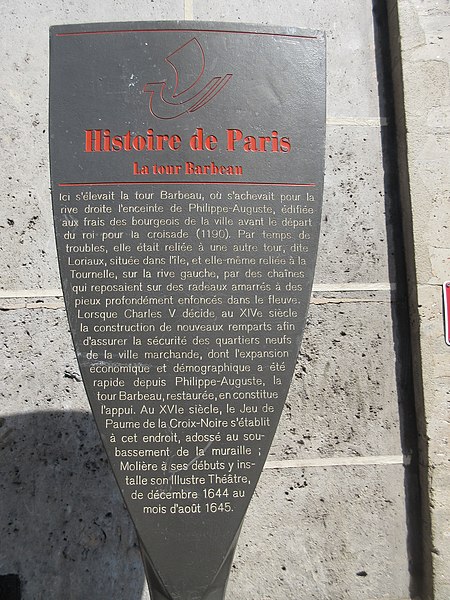 Histoire de Paris
La tour Barbeau
Ici s'élevait la tour Barbeau, où s'achevait pour la
rive droite l'enceinte de Philippe-Auguste, édifiée
aux frais des bourgeois de la ville avant le départ
du roi pour la croisade (1190). Par temps de
troubles, elle était reliée à une autre tour, dite
Loriaux, située dans l'île, et elle-même reliée à la
Tournelle, sur la rive gauche, par des chaînes
qui reposaient sur des radeaux amarrés à des
pieux profondément enfoncés dans le fleuve.
Lorsque Charles V décide au XIVe siècle
la construction de nouveaux remparts afin
d'assurer la sécurité des quartiers neufs
de la ville marchande, dont l'expansion
économique et démographique a été
rapide depuis Philippe-Auguste, la
tour Barbeau, restaurée, en constitue
l'appui. Au XVIe siècle, le Jeu de
Paume de la Croix-Noire s'établit
à cet endroit, adossé au sou-
bassement de la muraille ;
Molière à ses débuts y ins-
talle son Illustre Théâtre,
de décembre 1644 au
mois d'août 1645.